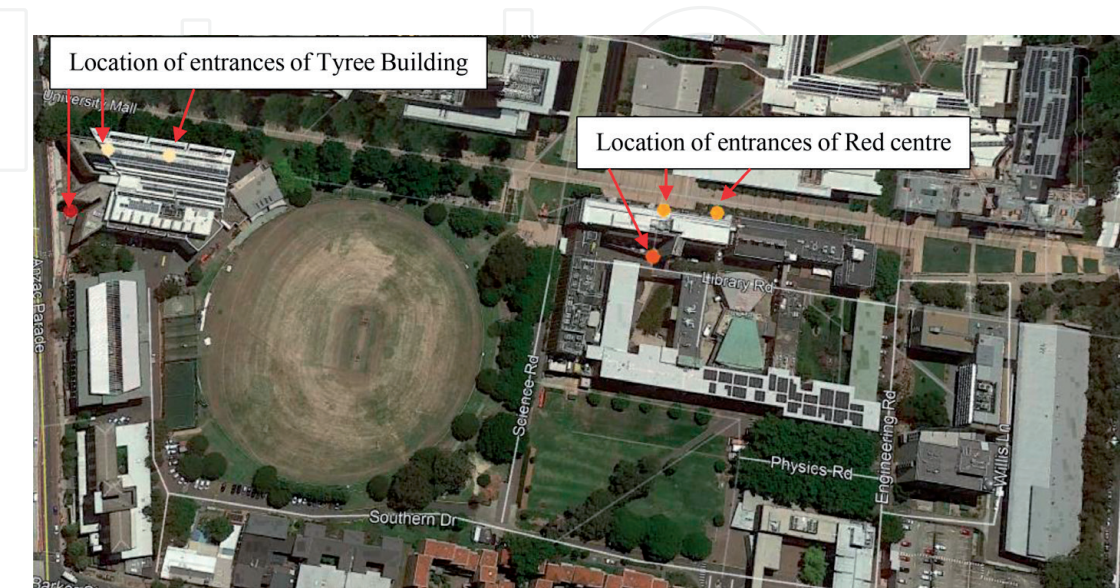 Location of entrances of Tyree Building
University Mall
Location of entrances of Red centre
Library Rd
Anzac Parade
Science Rd
Engineering Rd
Physics Rd
Willis Ln
Southern Dr